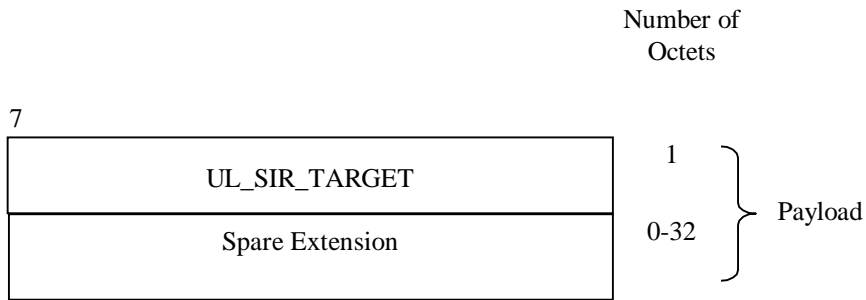 Number of
Octets
7
UL_SIR_TARGET
1
Spare Extension
0-32
Payload